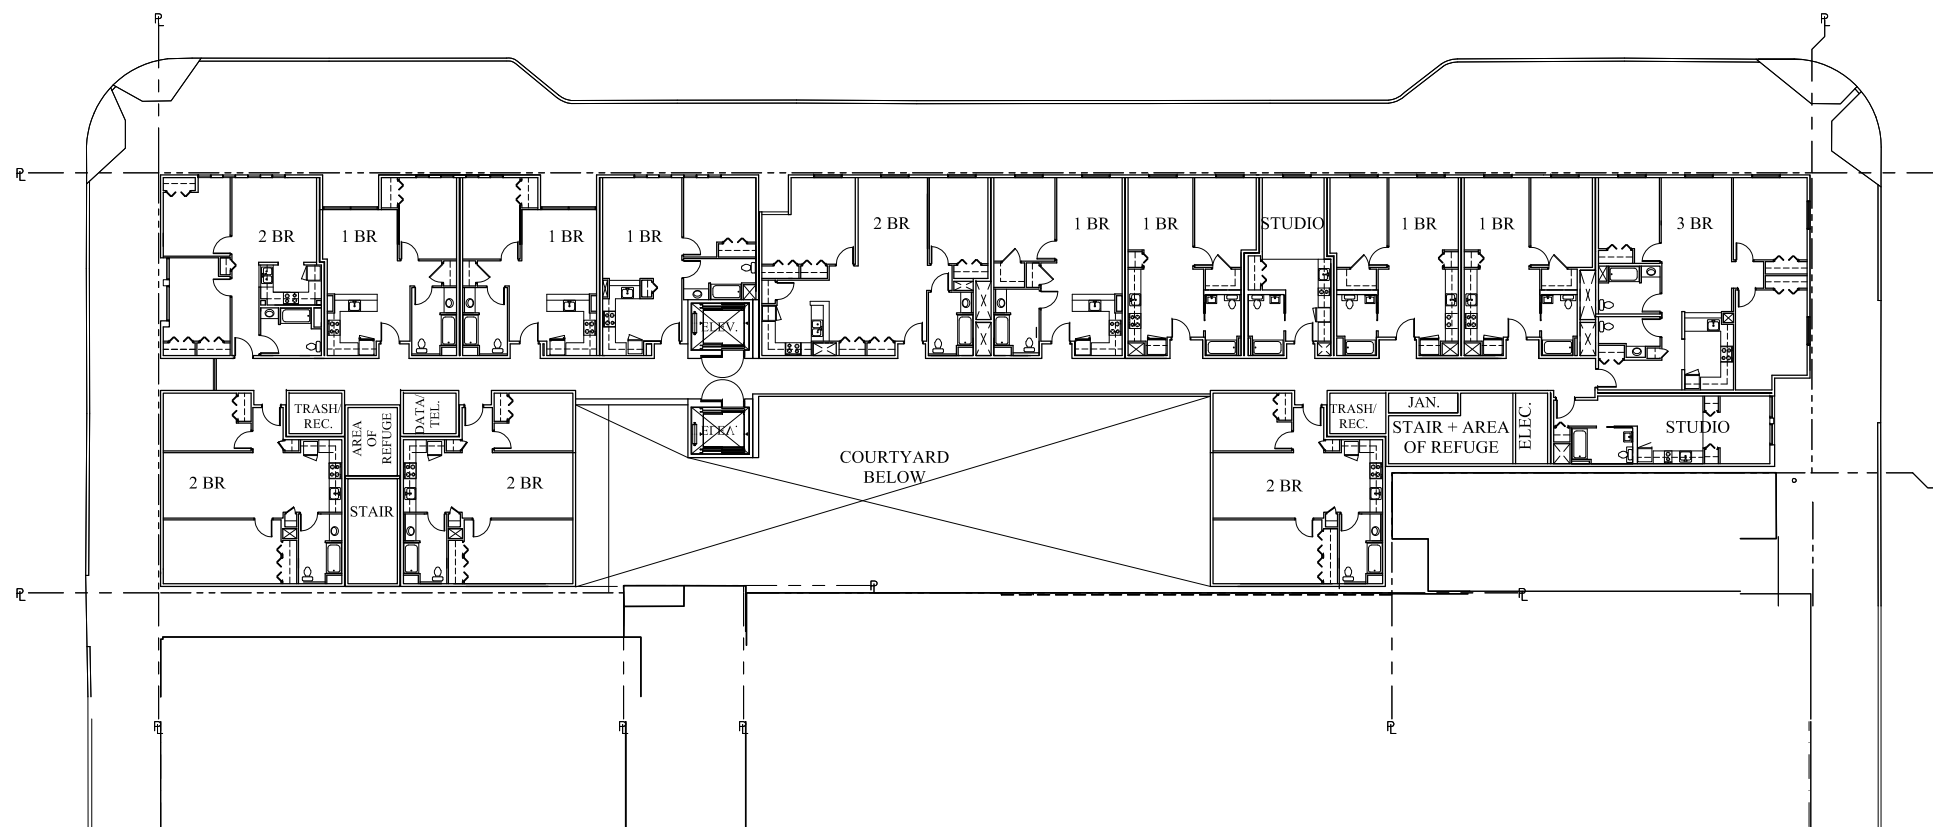 PL
PL
PL
2 BR
1 BR
1 BR
1 BR
2 BR
1 BR
1 BR
STUDIO
1 BR
1 BR
3 BR
ELEV.
TRASH/
REC.
AREA
OF
REFUGE
DATA/
TEL.
ELEV.
TRASH/
REC.
JAN.
STAIR + AREA
OF REFUGE
ELEC.
STUDIO
COURTYARD
BELOW
2 BR
STAIR
2 BR
2 BR
PL
PL
PL
PL
PL
PL
PL